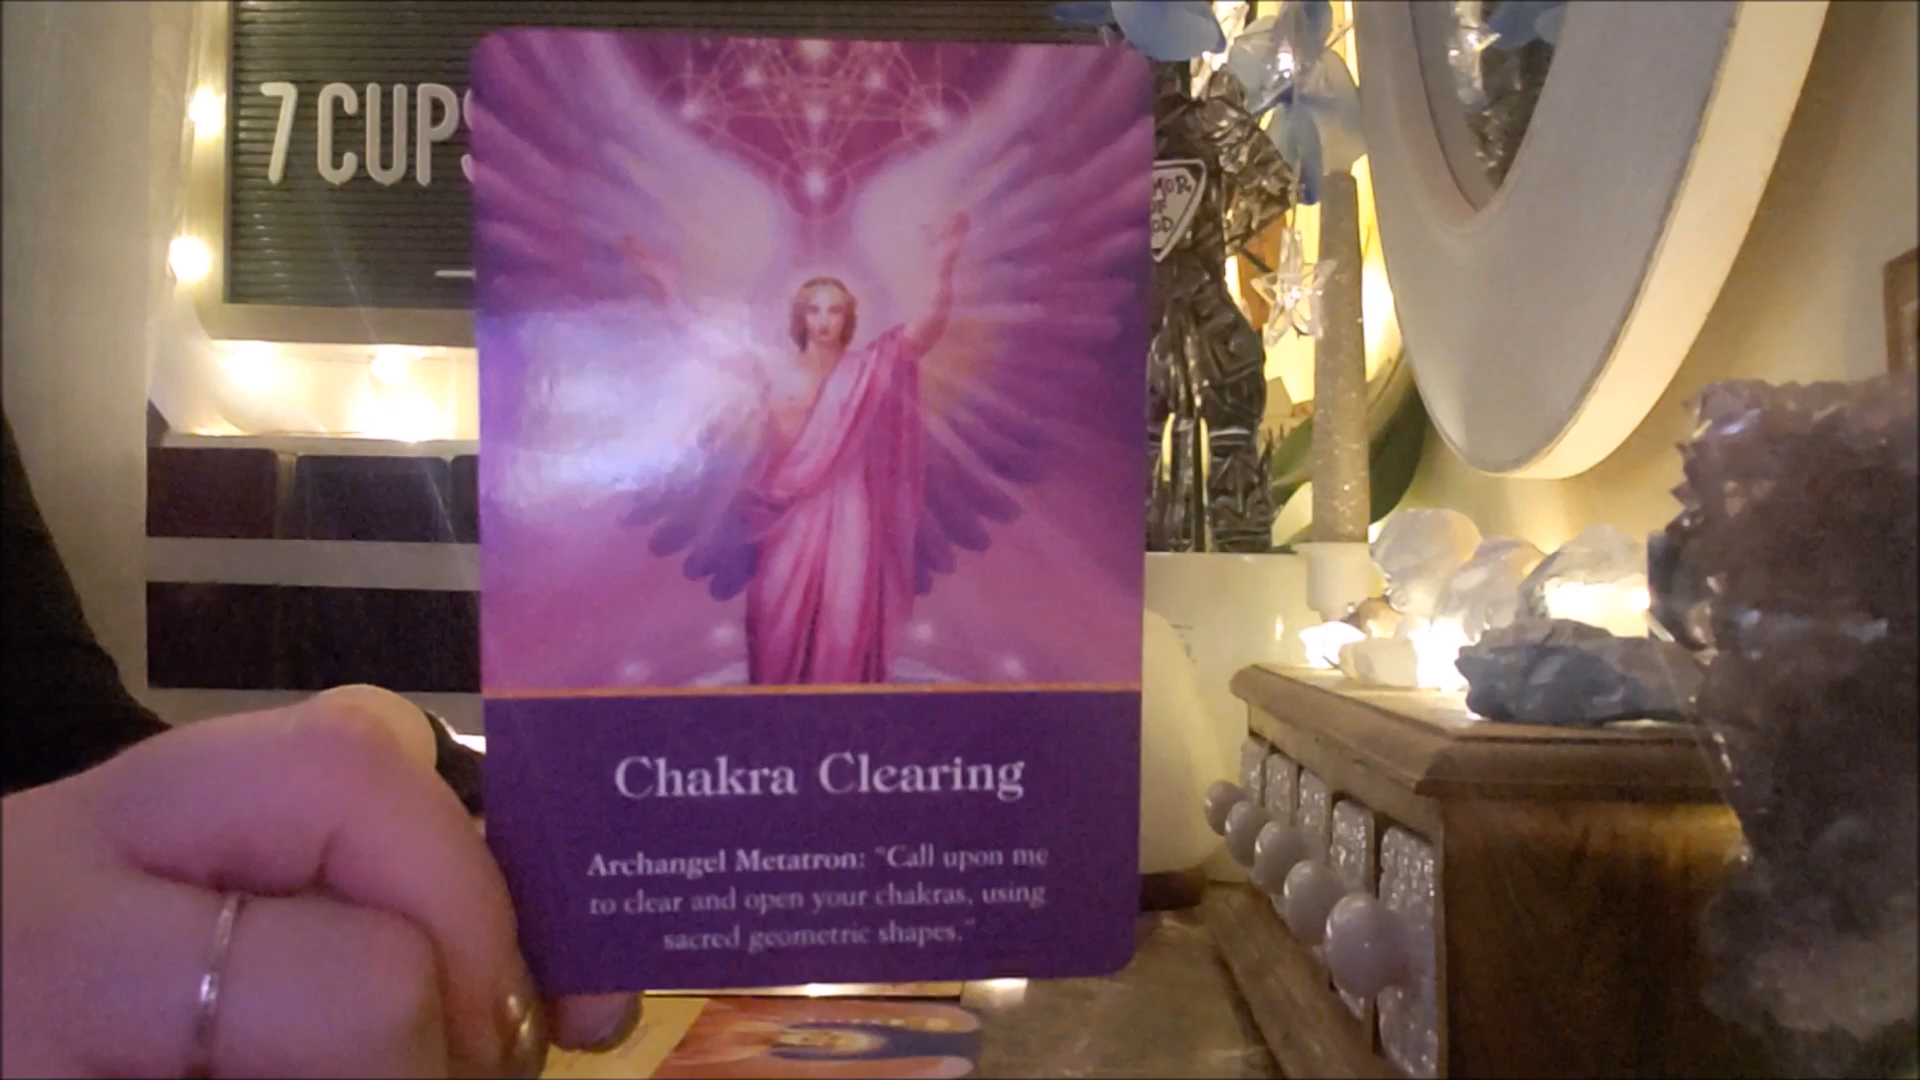 7 CUPS
Chakra Clearing
Archangel Metatron: "Call upon me
to clear and open your chakras, using
sacred geometric shapes."